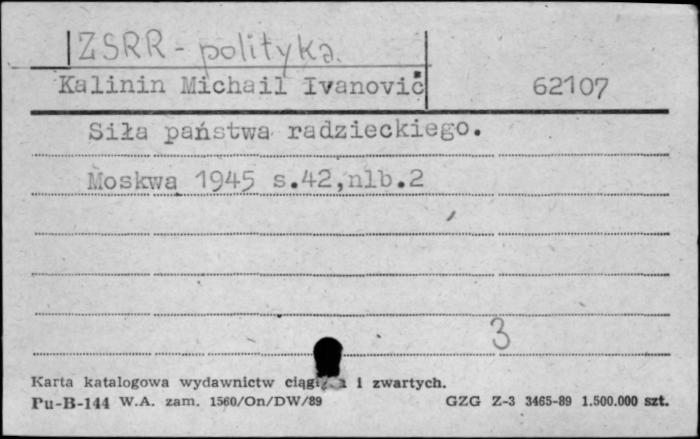 ZSRR - polityka.
Kalinin Michail Ivanovič 62107
Siła państwa radzieckiego.
Moskwa 1945 s.42,nlb.2
3
Karta katalogowa wydawnictw i zwartych.
Pu-B-144 W.A. zam. 1560/On/DW/89 GZG Z-3 3465-89 1.500.000 szt.